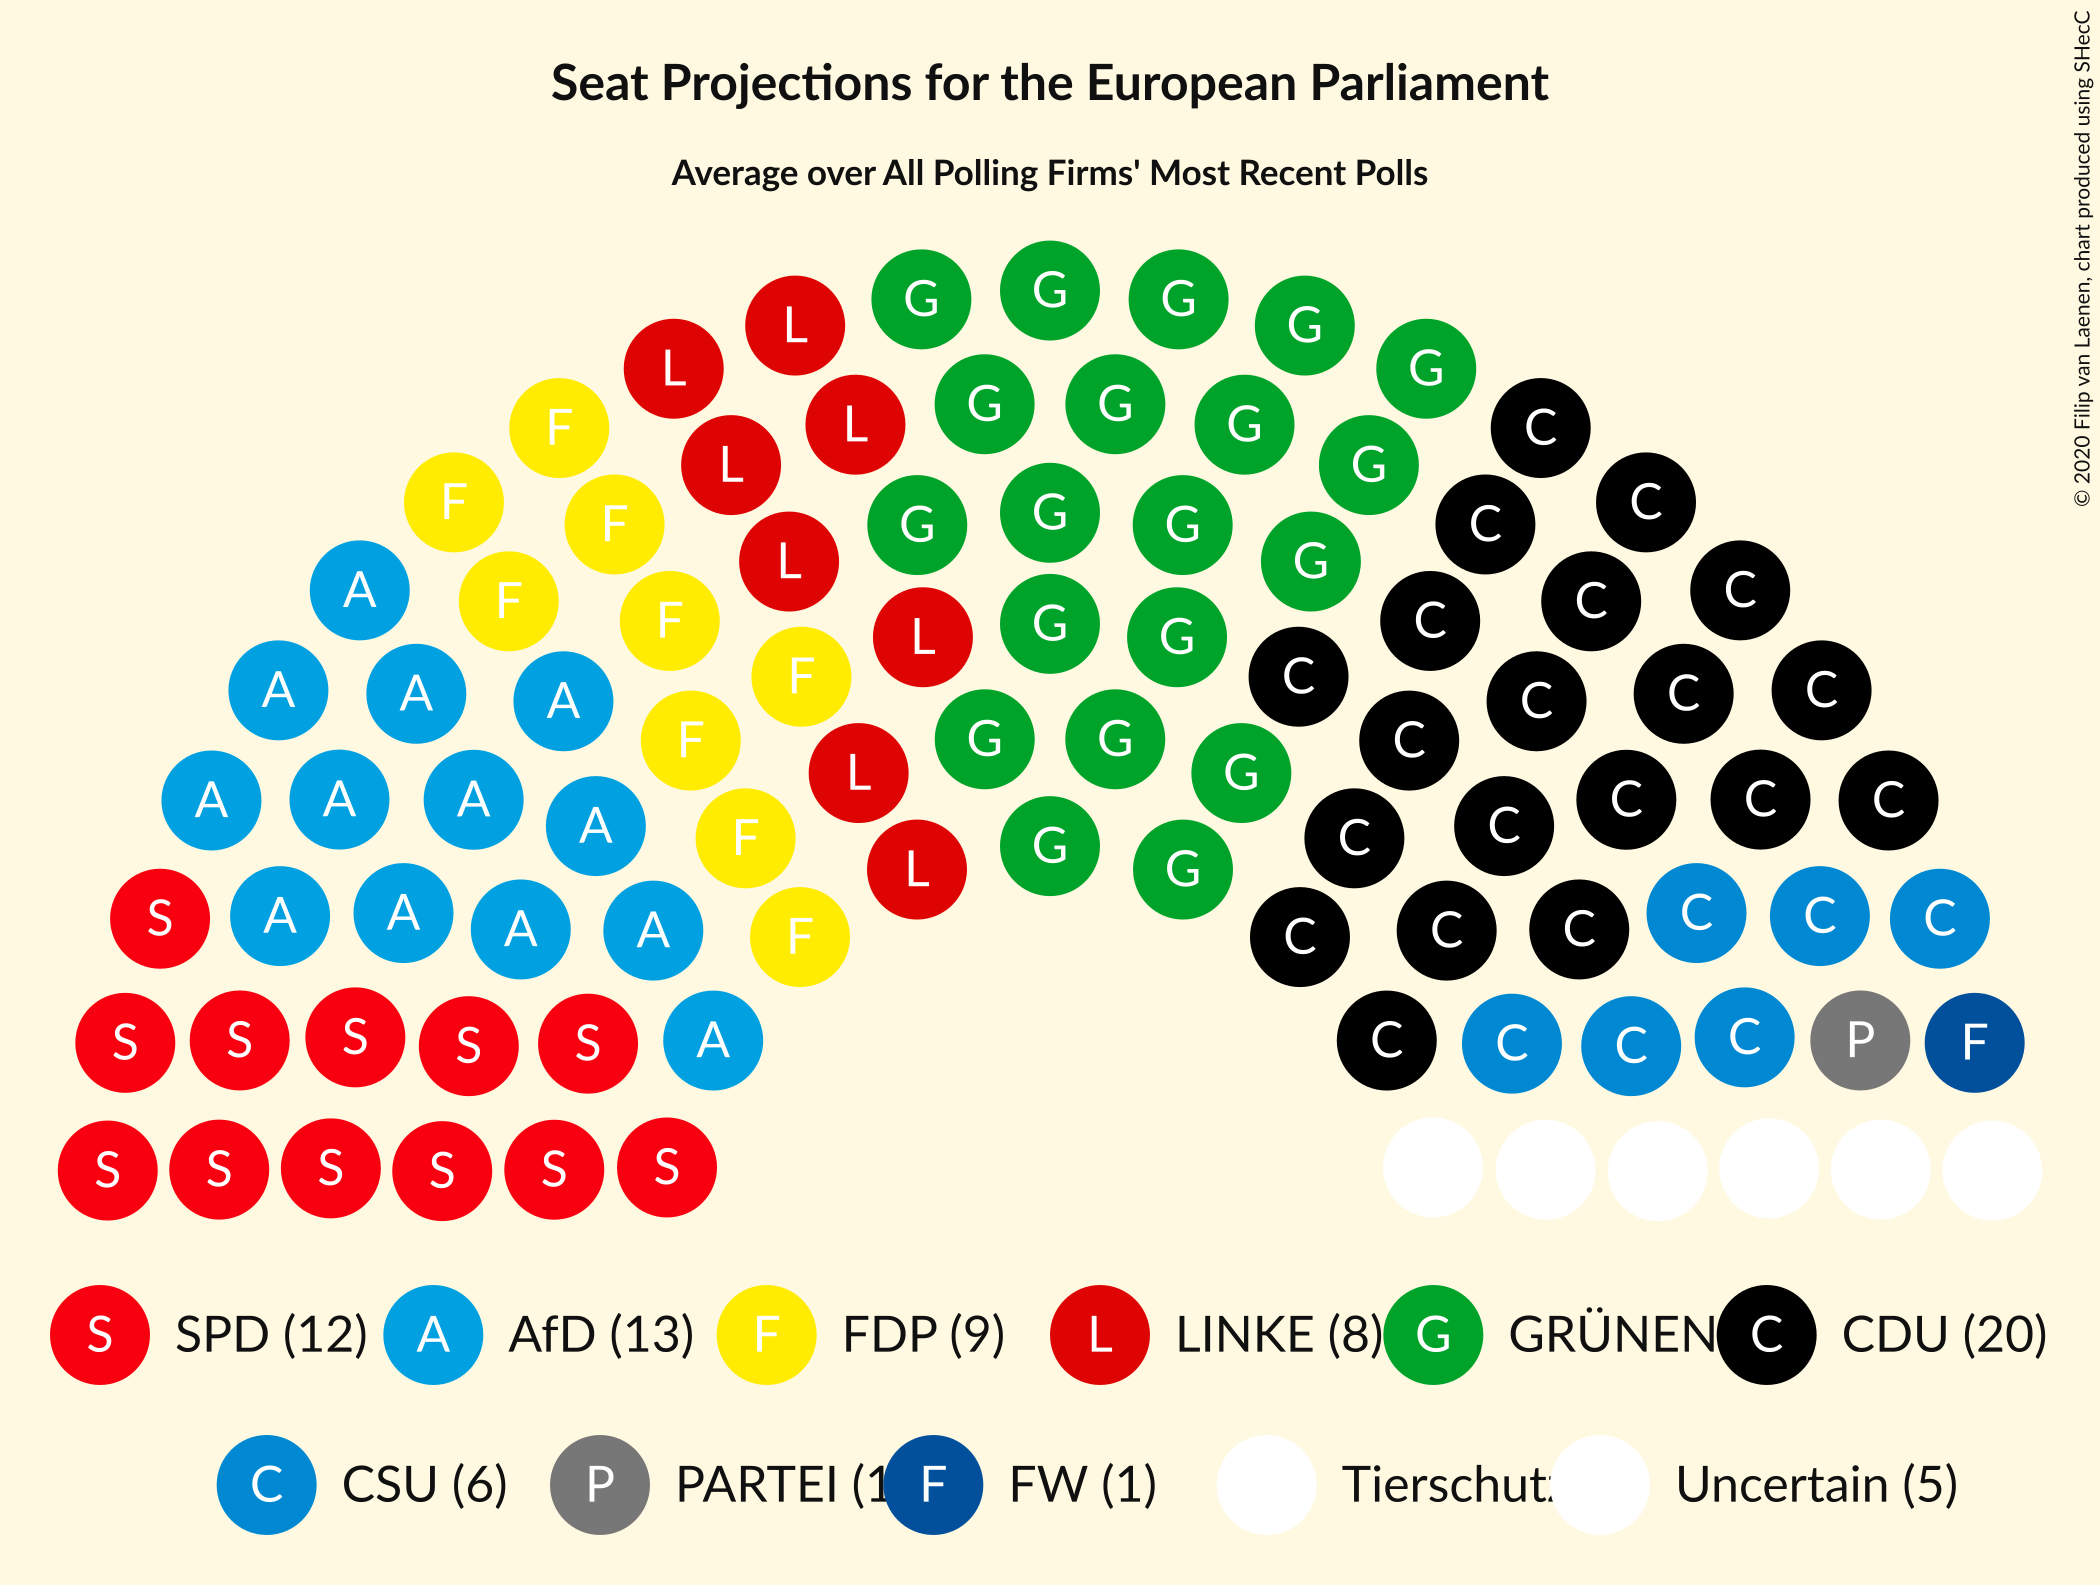 Seat Projections for the European Parliament
Average over All Polling Firms' Most Recent Polls
© 2020 Filip van Laenen, chart produced using SHecC
G G G G G
L L
L G G G G C
F L C
F F L G G G G C C
A F F L G G G C C C
A A A F F C C C C C
A A A A F L G G G C C C C C
S A A A A F L G G C C C C C C
S S S S S A C C C C P F
S S S S S S
S SPD (12) A AfD (13) F FDP (9) L LINKE (8) G GRÜNEN C CDU (20)
C CSU (6) P PARTEI (1 F FW (1) Tierschutz Uncertain (5)